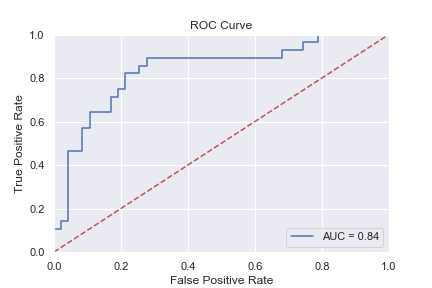 ROC Curve
1.0
0.8
0.6
0.4
0.2
0.0
True Positive Rate
AUC = 0.84
0.0 0.2 0.4 0.6 0.8 1.0
False Positive Rate